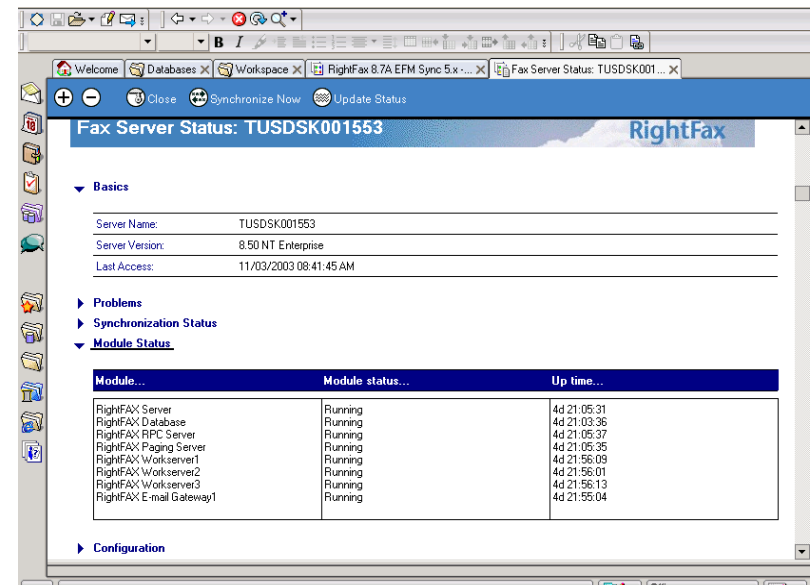 B I
Welcome Databases Workspace RightFax 8.7A EFM Sync 5.x -... Fax Server Status: TUSDSK001...
Close Synchronize Now Update Status
Fax Server Status: TUSDSK001553 RightFax
Basics
Server Name: TUSDSK001553
Server Version: 8.50 NT Enterprise
Last Access: 11/03/2003 08:41:45 AM
Problems
Synchronization Status
Module Status
Module... Module status... Up time...
RightFAX Server Running 4d 21:05:31
RightFAX Database Running 4d 21:03:36
RightFAX RPC Server Running 4d 21:05:37
RightFAX Paging Server Running 4d 21:05:35
RightFAX Workserver1 Running 4d 21:56:09
RightFAX Workserver2 Running 4d 21:56:01
RightFAX Workserver3 Running 4d 21:56:13
RightFAX E-mail Gateway1 Running 4d 21:55:04
Configuration